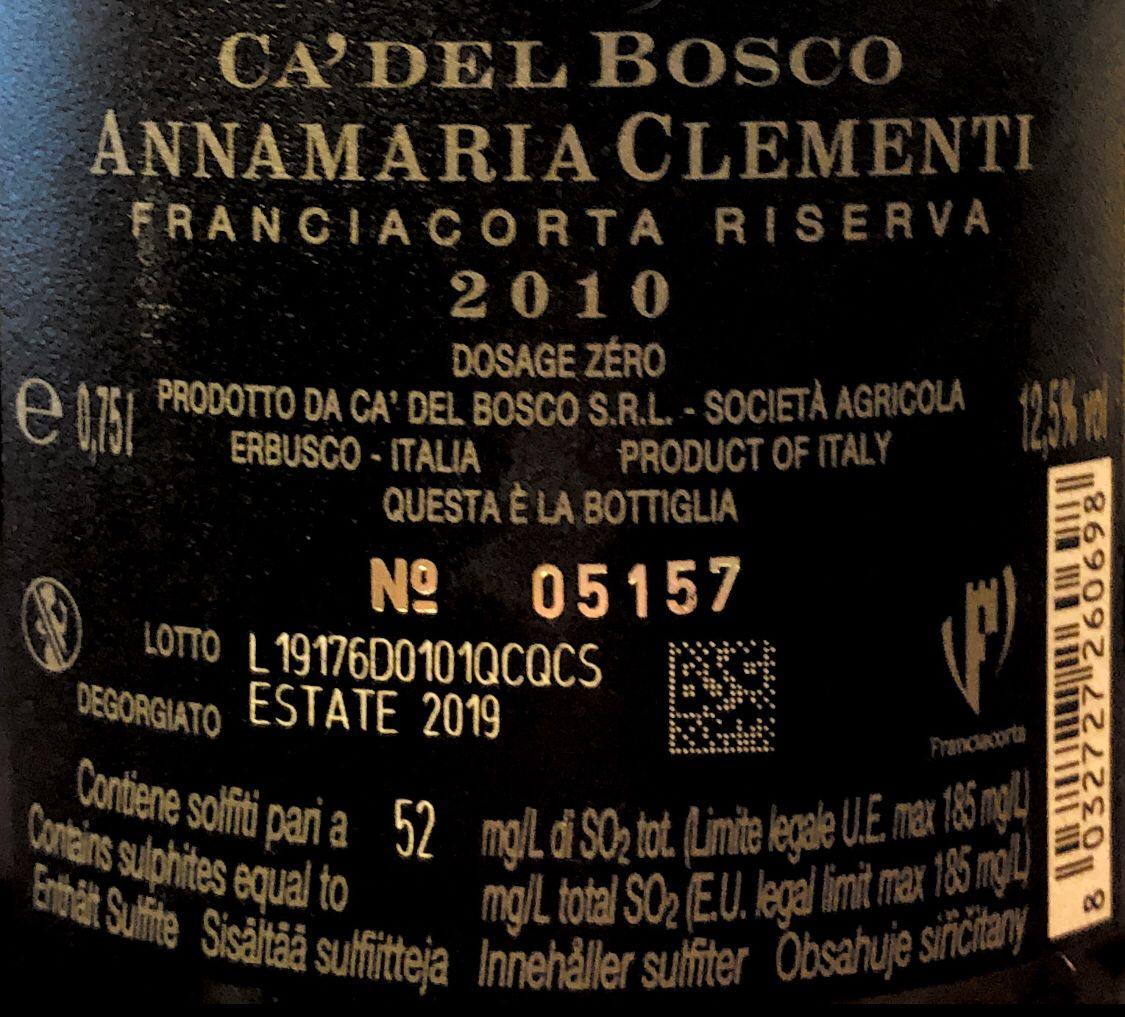 CA' DEL BOSCO
ANNAMARIA CLEMENTI
FRANCIACORTA RISERVA
2010
DOSAGE ZÉRO
e 0,75 l PRODOTTO DA CA' DEL BOSCO S.R.L. - SOCIETÀ AGRICOLA 12,5% vol
ERBUSCO - ITALIA PRODUCT OF ITALY
QUESTA È LA BOTTIGLIA
Nº 05157
LOTTO L19176D0101QCQCS
DEGORGIATO ESTATE 2019
Franciacorta
Contiene solfiti pari a 52 mg/L di SO₂ tot. (Limite legale U.E. max 185 mg/L)
Contains sulphites equal to mg/L total SO₂ (E.U. legal limit max 185 mg/L)
Enthält Sulfite Sisältää sulfiitteja Innehåller sulfiter Obsahuje siřičitany
8 032727 260698